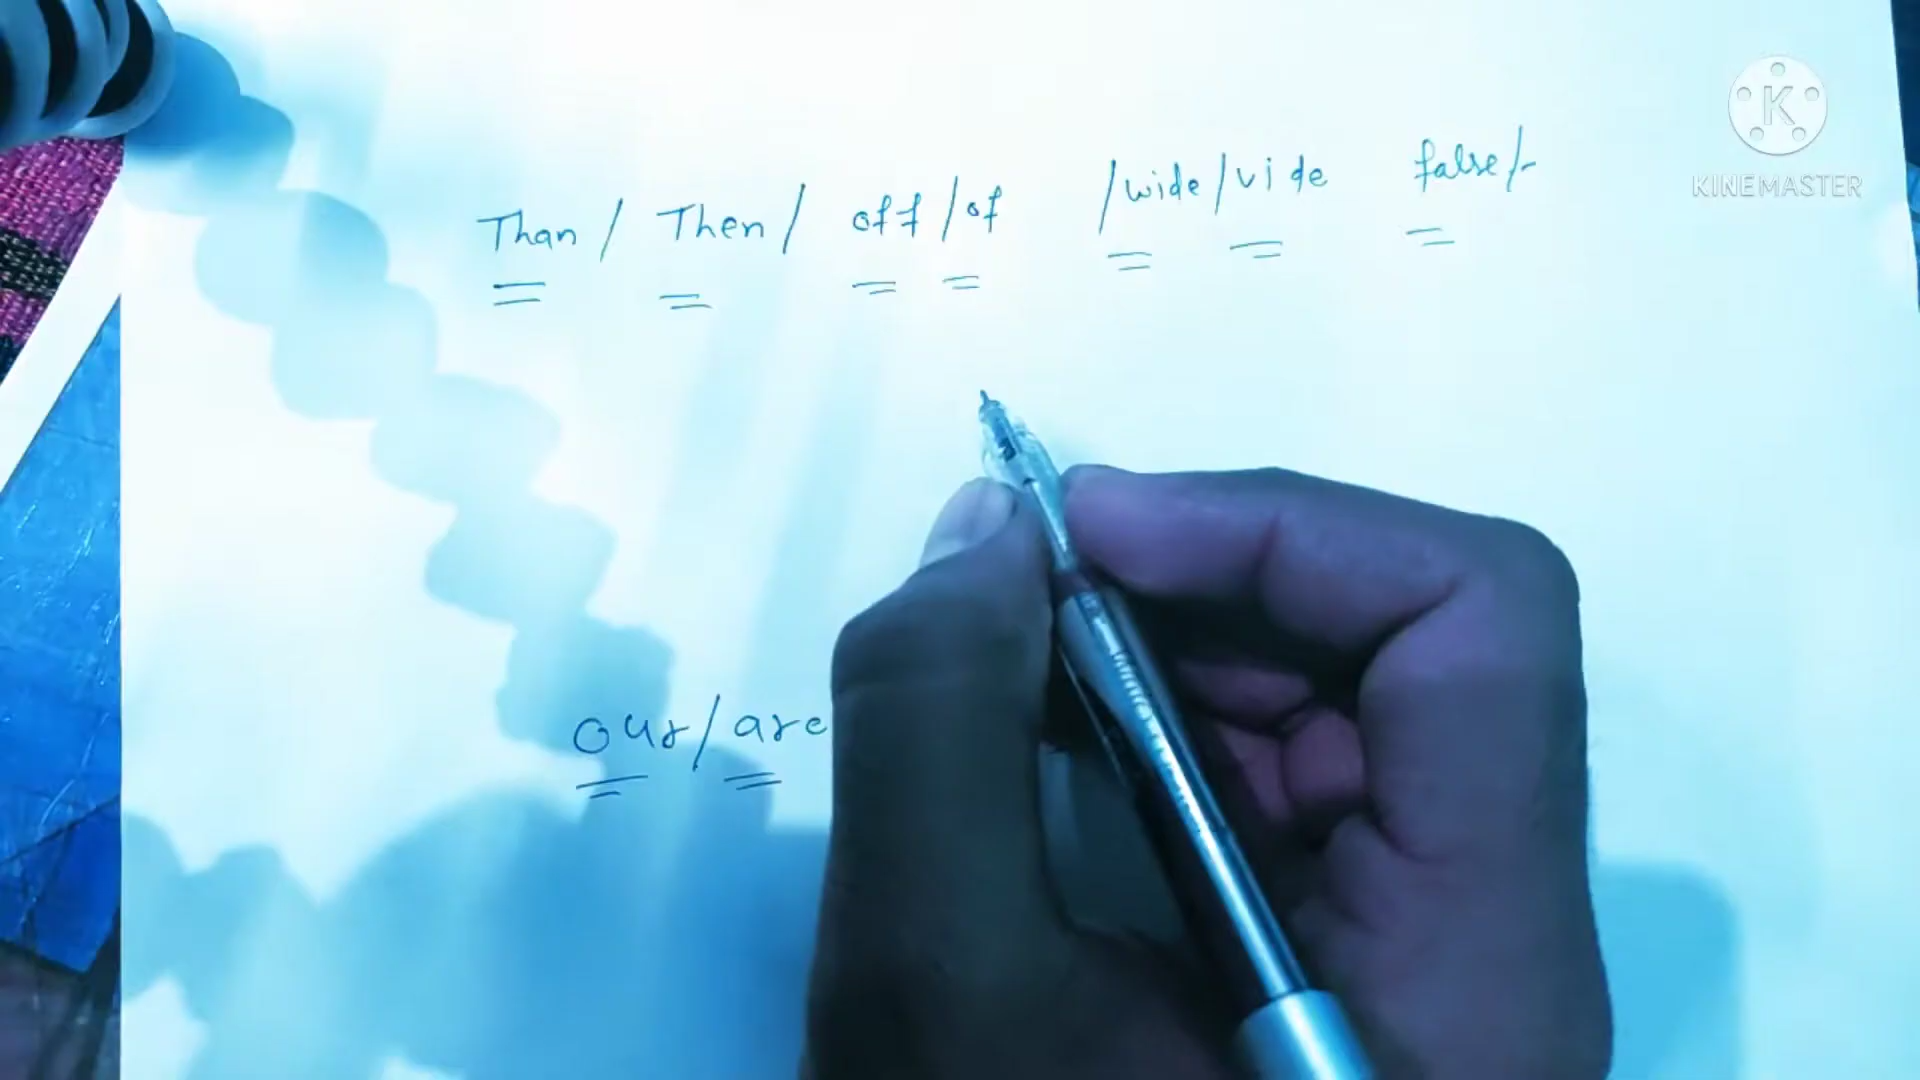 Than / Then / off / of / wide / vide false /-
our / are
K
KINEMASTER